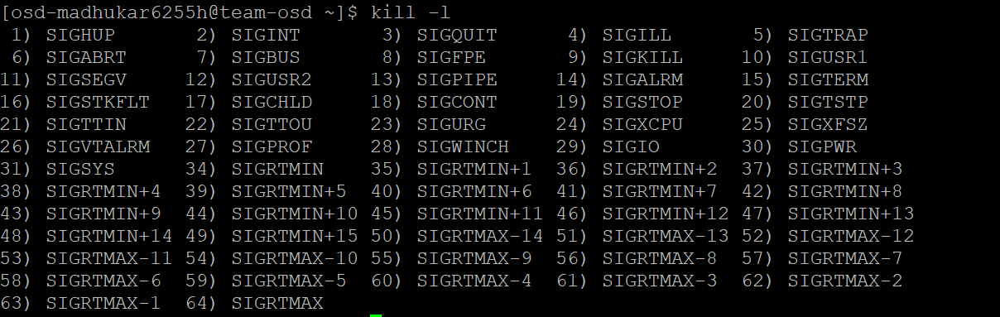 [osd-madhukar6255h@team-osd ~]$ kill -l
 1) SIGHUP       2) SIGINT       3) SIGQUIT      4) SIGILL       5) SIGTRAP
 6) SIGABRT      7) SIGBUS       8) SIGFPE       9) SIGKILL     10) SIGUSR1
11) SIGSEGV     12) SIGUSR2     13) SIGPIPE     14) SIGALRM     15) SIGTERM
16) SIGSTKFLT   17) SIGCHLD     18) SIGCONT     19) SIGSTOP     20) SIGTSTP
21) SIGTTIN     22) SIGTTOU     23) SIGURG      24) SIGXCPU     25) SIGXFSZ
26) SIGVTALRM   27) SIGPROF     28) SIGWINCH    29) SIGIO       30) SIGPWR
31) SIGSYS      34) SIGRTMIN    35) SIGRTMIN+1  36) SIGRTMIN+2  37) SIGRTMIN+3
38) SIGRTMIN+4  39) SIGRTMIN+5  40) SIGRTMIN+6  41) SIGRTMIN+7  42) SIGRTMIN+8
43) SIGRTMIN+9  44) SIGRTMIN+10 45) SIGRTMIN+11 46) SIGRTMIN+12 47) SIGRTMIN+13
48) SIGRTMIN+14 49) SIGRTMIN+15 50) SIGRTMAX-14 51) SIGRTMAX-13 52) SIGRTMAX-12
53) SIGRTMAX-11 54) SIGRTMAX-10 55) SIGRTMAX-9  56) SIGRTMAX-8  57) SIGRTMAX-7
58) SIGRTMAX-6  59) SIGRTMAX-5  60) SIGRTMAX-4  61) SIGRTMAX-3  62) SIGRTMAX-2
63) SIGRTMAX-1  64) SIGRTMAX